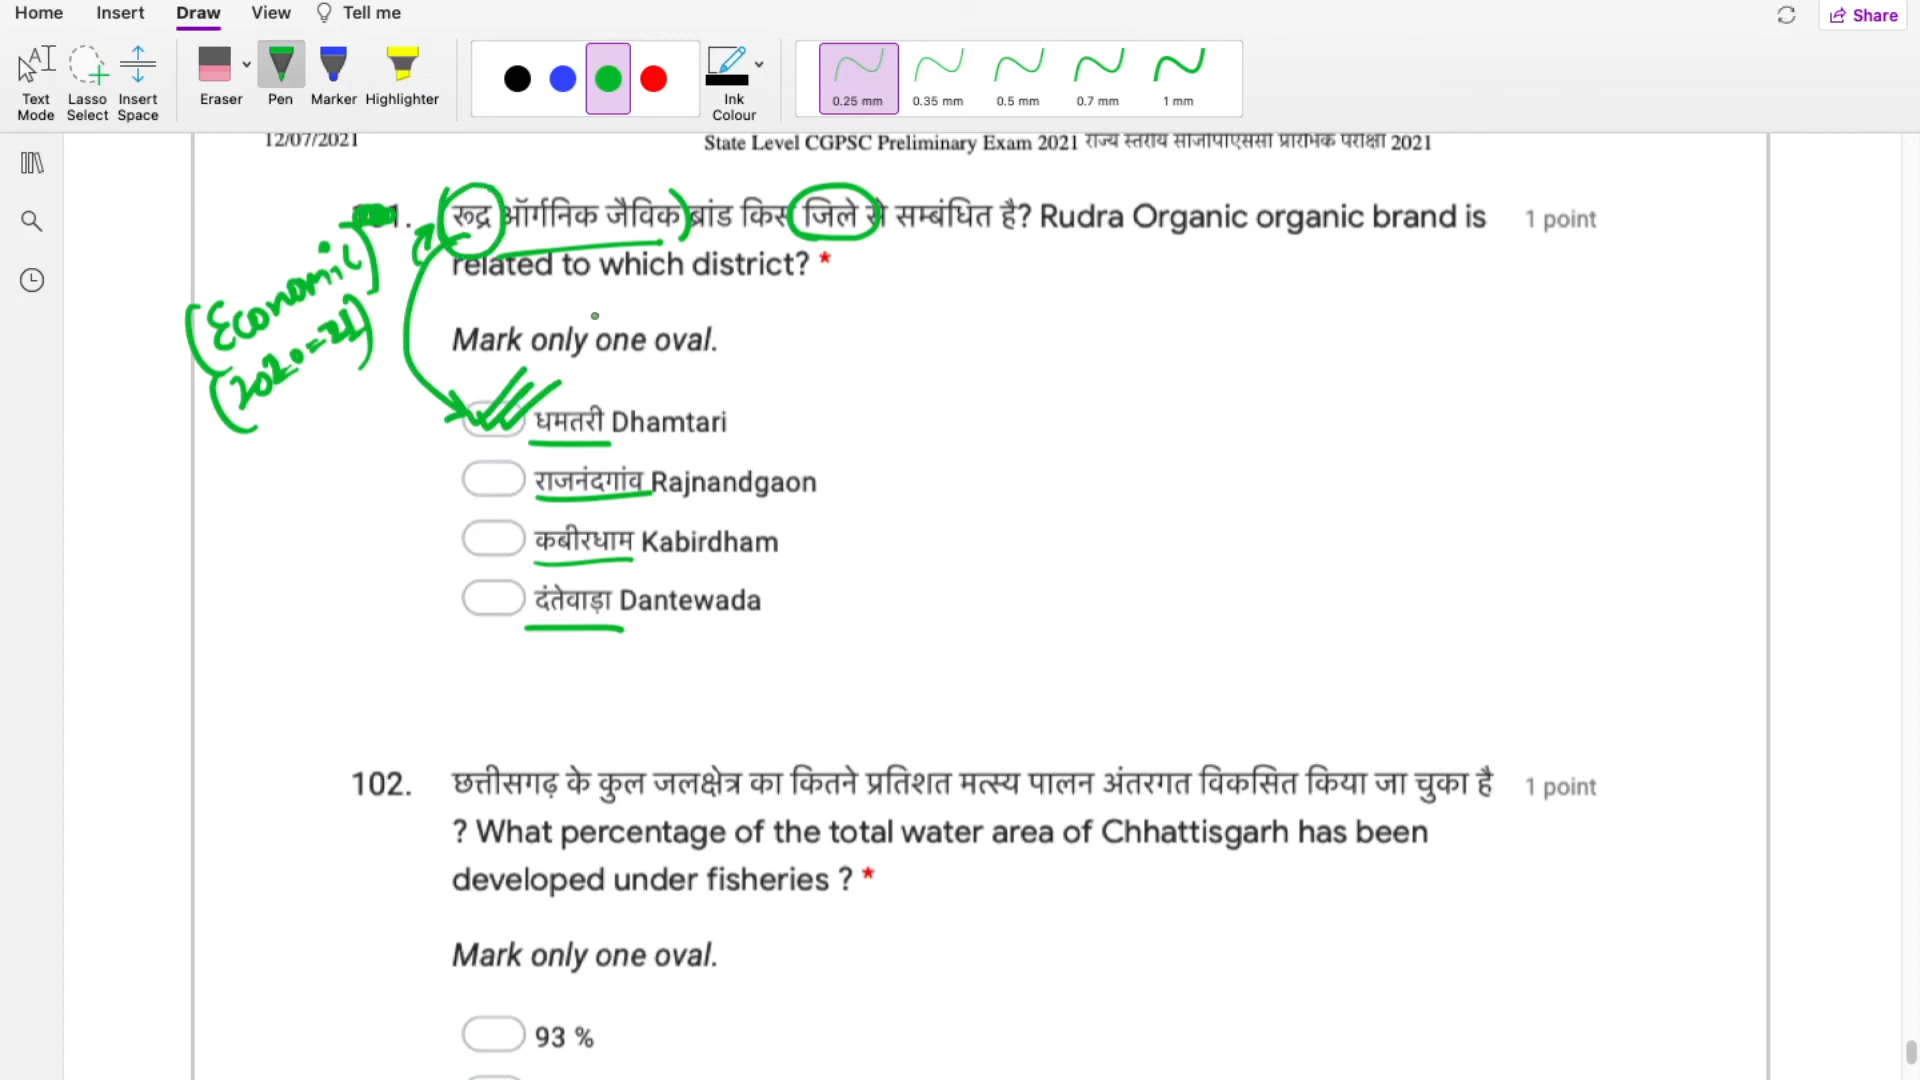 Home Insert Draw View Tell me
Share
Text Mode
Lasso Select
Insert Space
Eraser
Pen
Marker
Highlighter
Ink Colour
0.25 mm
0.35 mm
0.5 mm
0.7 mm
1 mm
12/07/2021
State Level CGPSC Preliminary Exam 2021 राज्य स्तरीय सीजीपीएससी प्रारंभिक परीक्षा 2021
1. रूद्र ऑर्गनिक जैविक ब्रांड किस जिले से सम्बंधित है? Rudra Organic organic brand is 1 point
related to which district? *
Economic
2020-21
Mark only one oval.
धमतरी Dhamtari
राजनंदगांव Rajnandgaon
कबीरधाम Kabirdham
दंतेवाड़ा Dantewada
102. छत्तीसगढ़ के कुल जलक्षेत्र का कितने प्रतिशत मत्स्य पालन अंतरगत विकसित किया जा चुका है 1 point
? What percentage of the total water area of Chhattisgarh has been
developed under fisheries ? *
Mark only one oval.
93 %